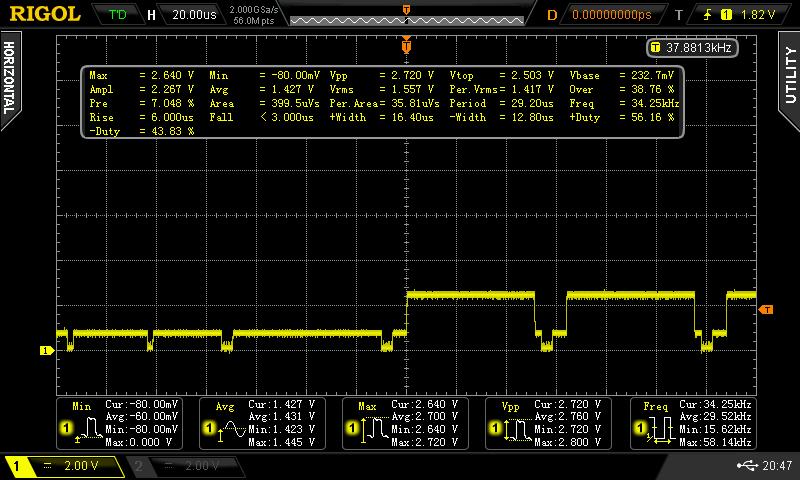 RIGOL T'D H 20.00us 2.000GSa/s 56.0M pts T D 0.00000000ps T 1 1.82 V
HORIZONTAL
UTILITY
T
T 37.8813kHz
Max = 2.640 V Min = -80.00mV Vpp = 2.720 V Vtop = 2.503 V Vbase = 232.7mV
Ampl = 2.267 V Avg = 1.427 V Vrms = 1.557 V Per.Vrms= 1.417 V Over = 38.76 %
Pre = 7.048 % Area = 399.5uVs Per.Area= 35.81uVs Period = 29.20us Freq = 34.25kHz
Rise = 6.000us Fall < 3.000us +Width = 16.40us -Width = 12.80us +Duty = 56.16 %
-Duty = 43.83 %
T
1
Min Cur:-80.00mV
Avg:-60.00mV
1 Min:-80.00mV
Max:0.000 V
Avg Cur:1.427 V
Avg:1.431 V
1 Min:1.423 V
Max:1.445 V
Max Cur:2.640 V
Avg:2.700 V
1 Min:2.640 V
Max:2.720 V
Vpp Cur:2.720 V
Avg:2.760 V
1 Min:2.720 V
Max:2.800 V
Freq Cur:34.25kHz
Avg:29.52kHz
1 Min:15.62kHz
Max:58.14kHz
1 2.00 V 2 2.00 V 20:47